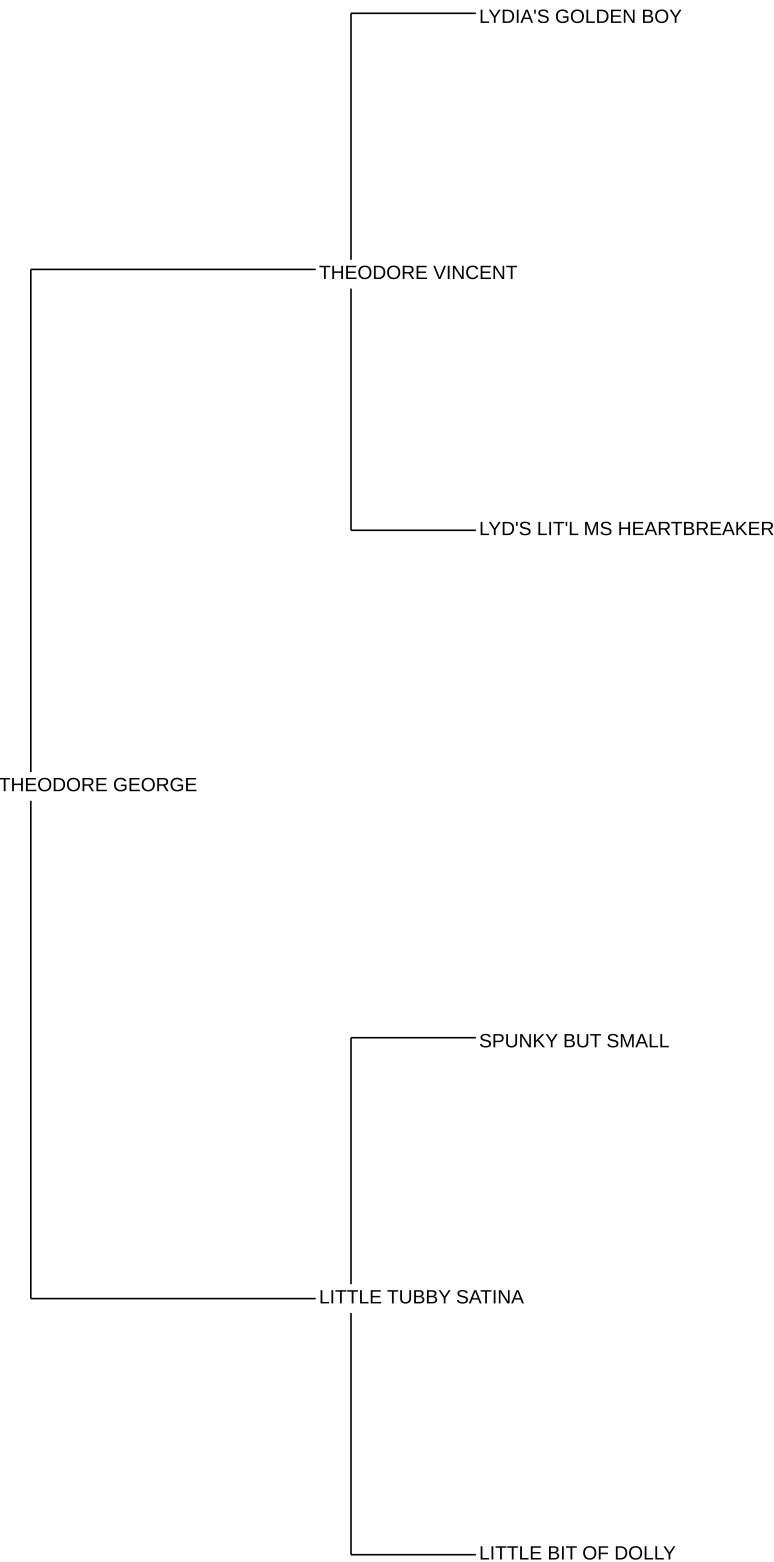 LYDIA'S GOLDEN BOY
THEODORE VINCENT
LYD'S LIT'L MS HEARTBREAKER
THEODORE GEORGE
SPUNKY BUT SMALL
LITTLE TUBBY SATINA
LITTLE BIT OF DOLLY